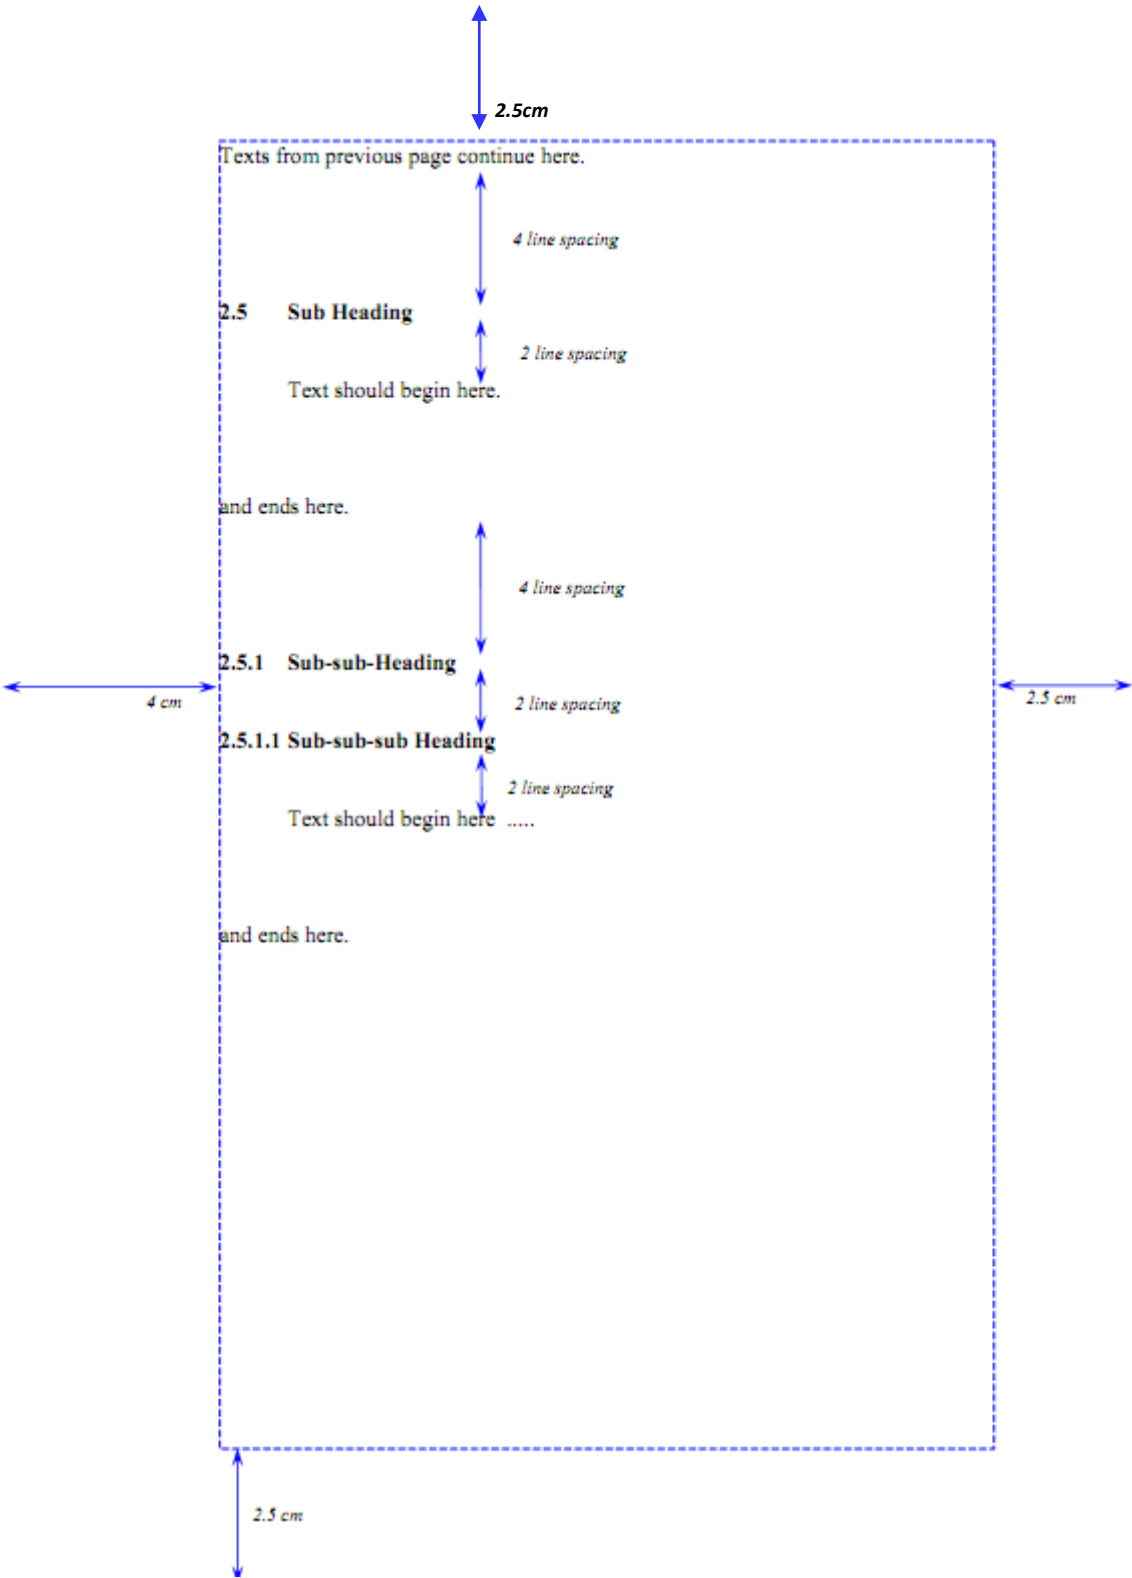 2.5cm
Texts from previous page continue here.
4 line spacing
2.5 Sub Heading
2 line spacing
Text should begin here.
and ends here.
4 line spacing
2.5.1 Sub-sub-Heading
4 cm
2 line spacing
2.5 cm
2.5.1.1 Sub-sub-sub Heading
2 line spacing
Text should begin here .....
and ends here.
2.5 cm